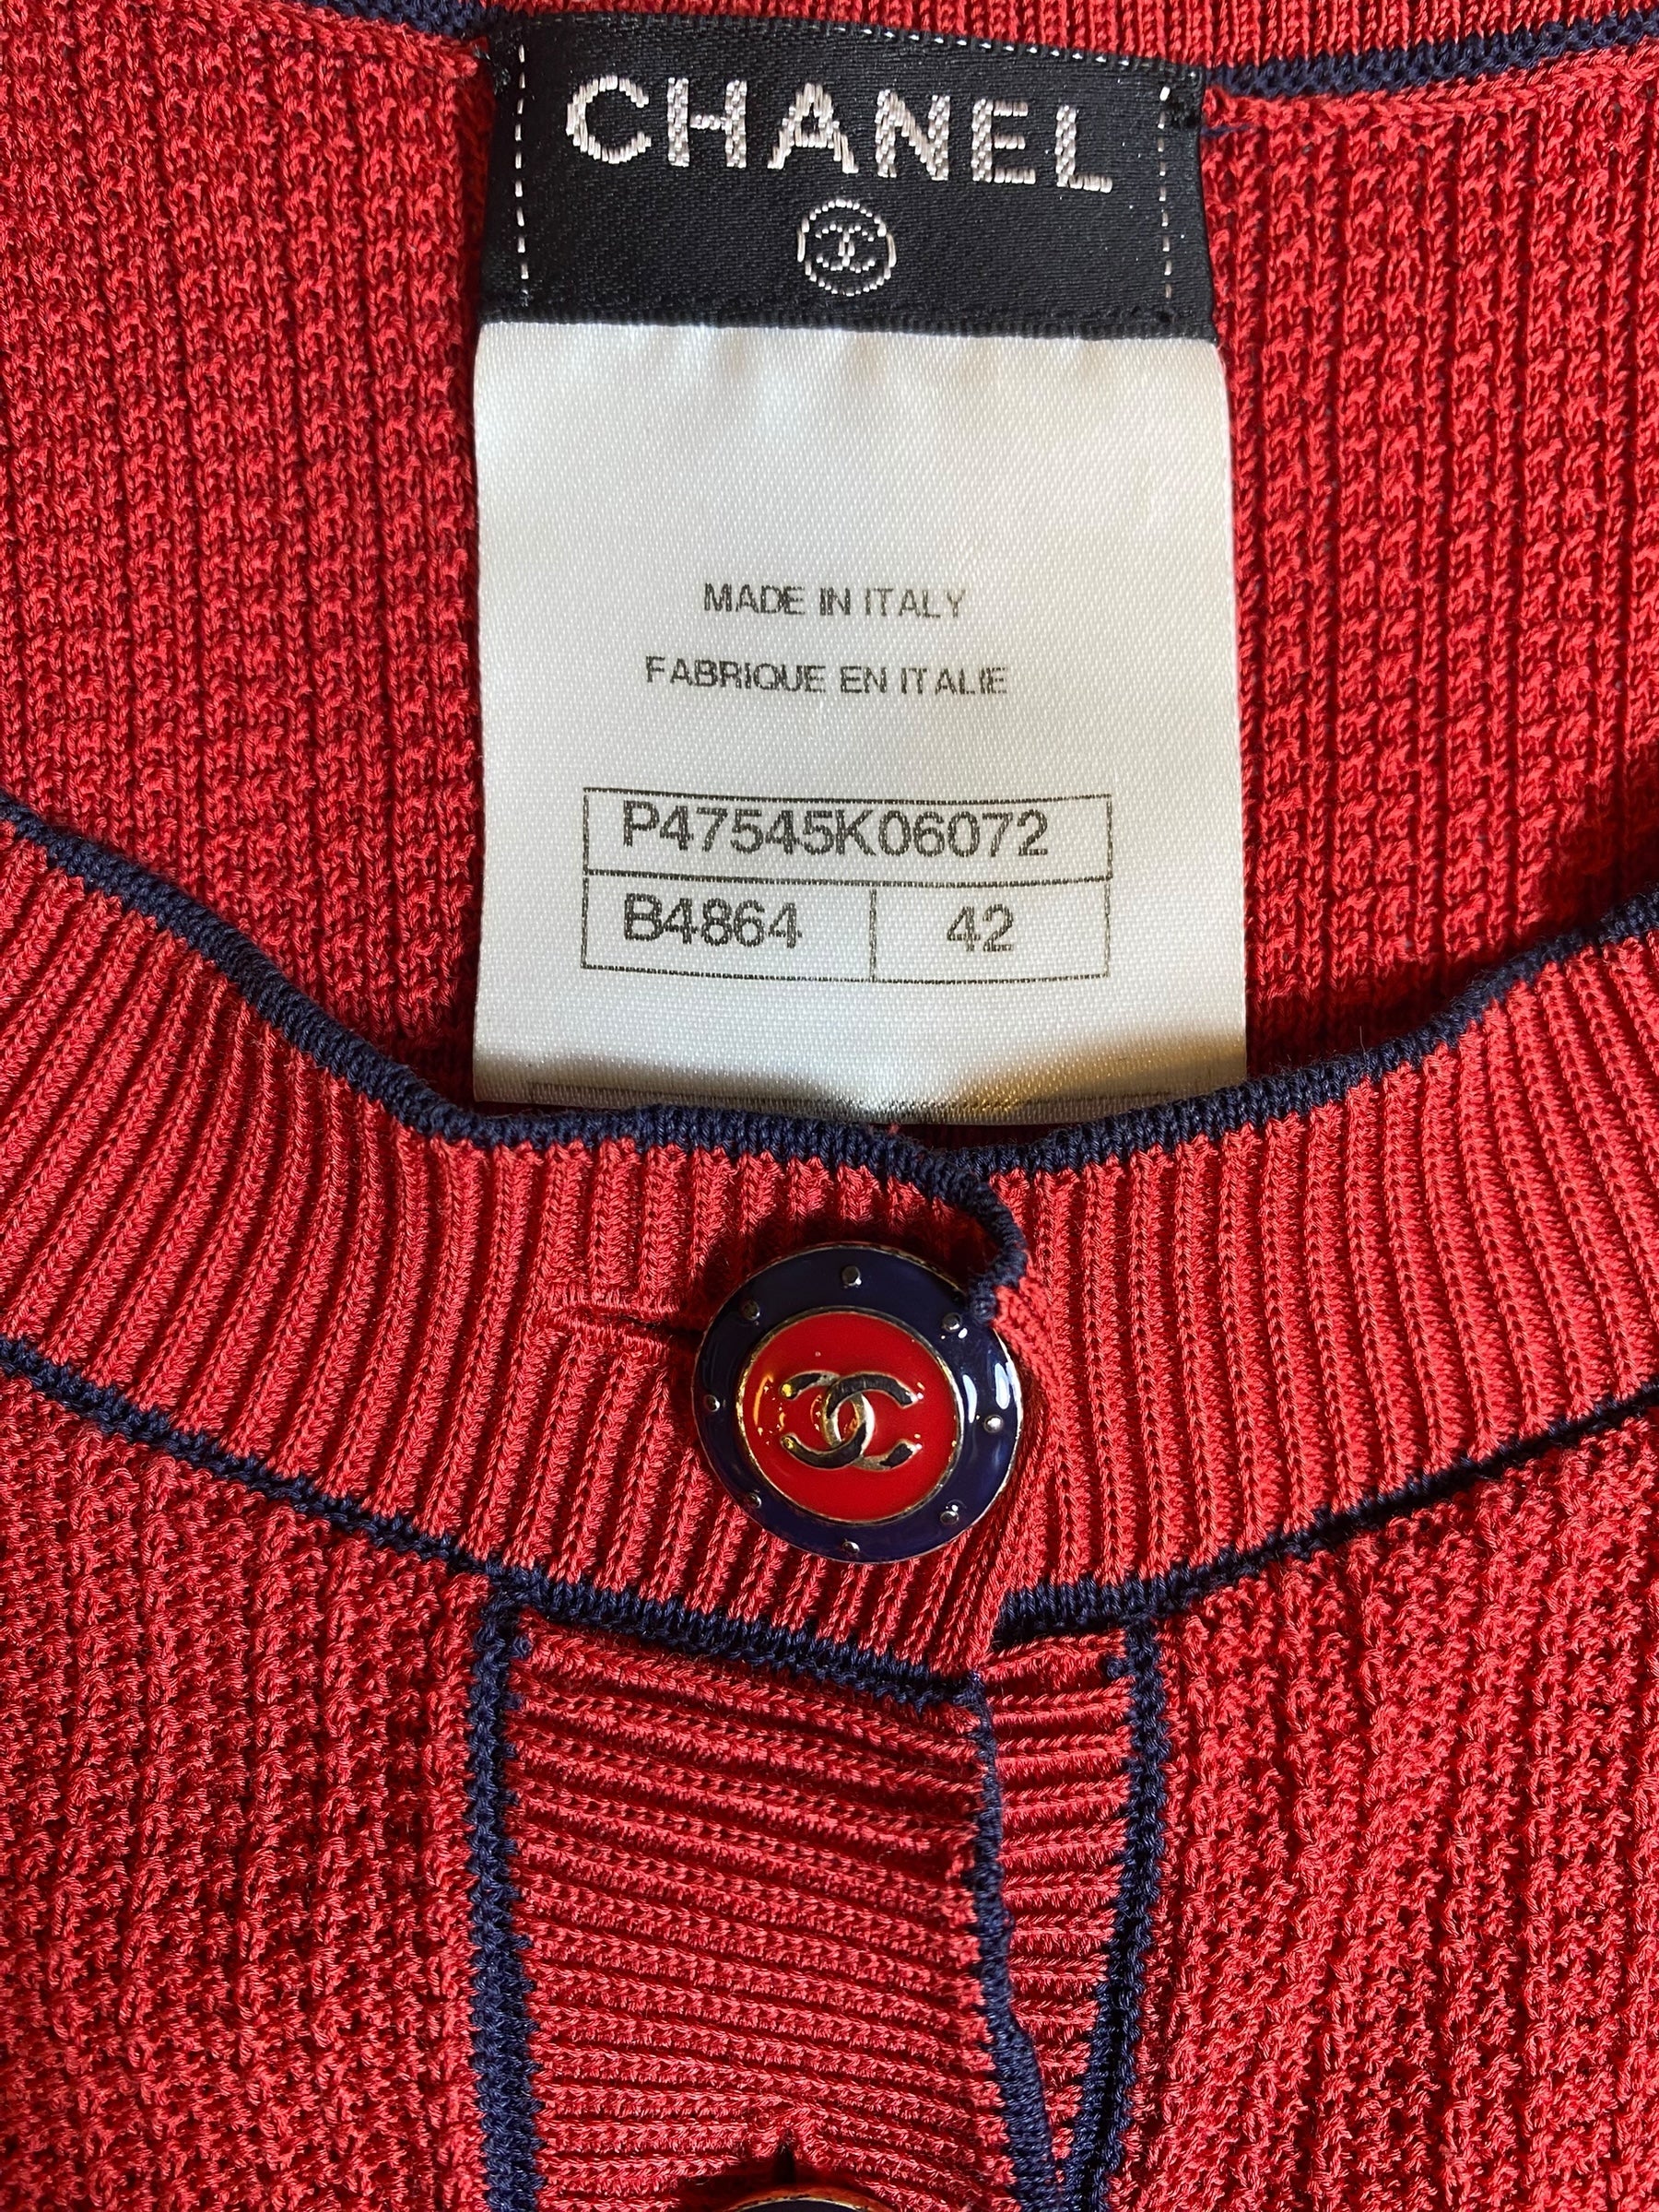 CHANEL
MADE IN ITALY
FABRIQUE EN ITALIE
P47545K06072
B4864 42